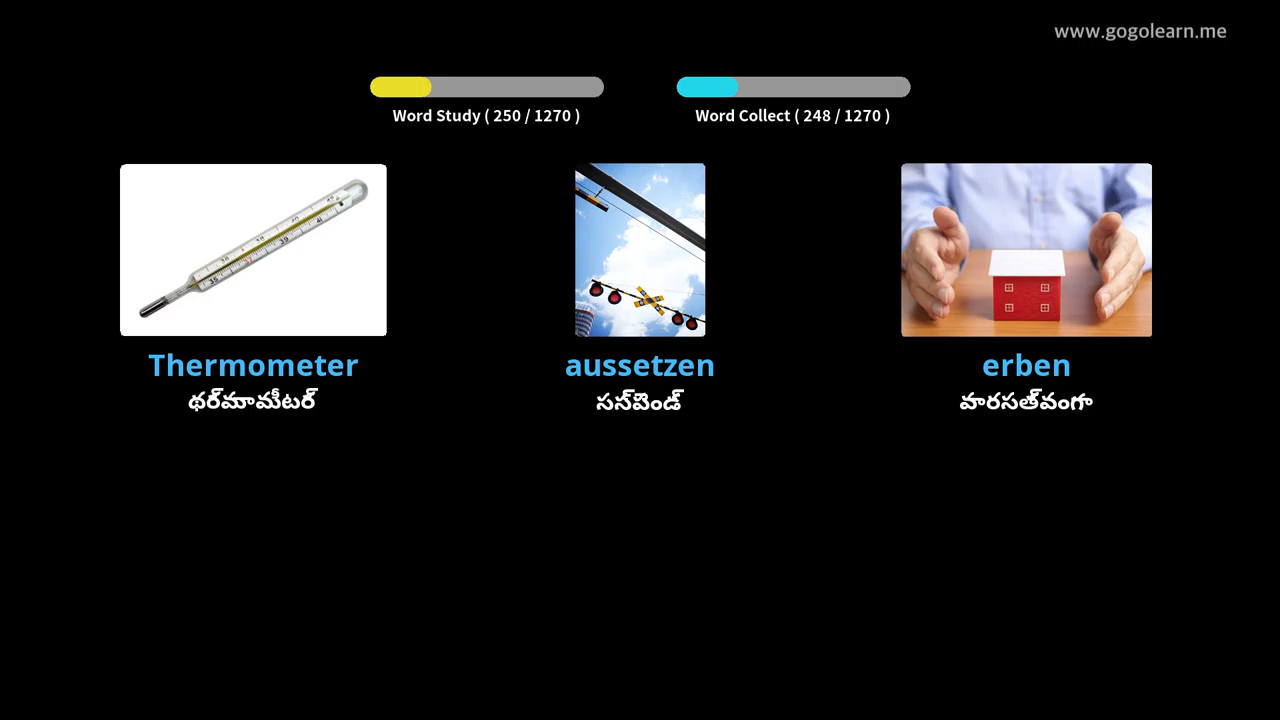 www.gogolearn.me
Word Study ( 250 / 1270 )
Word Collect ( 248 / 1270 )
Thermometer
థర్‌మామీటర్
aussetzen
సస్‌పెండ్
erben
వారసత్‌వంగా